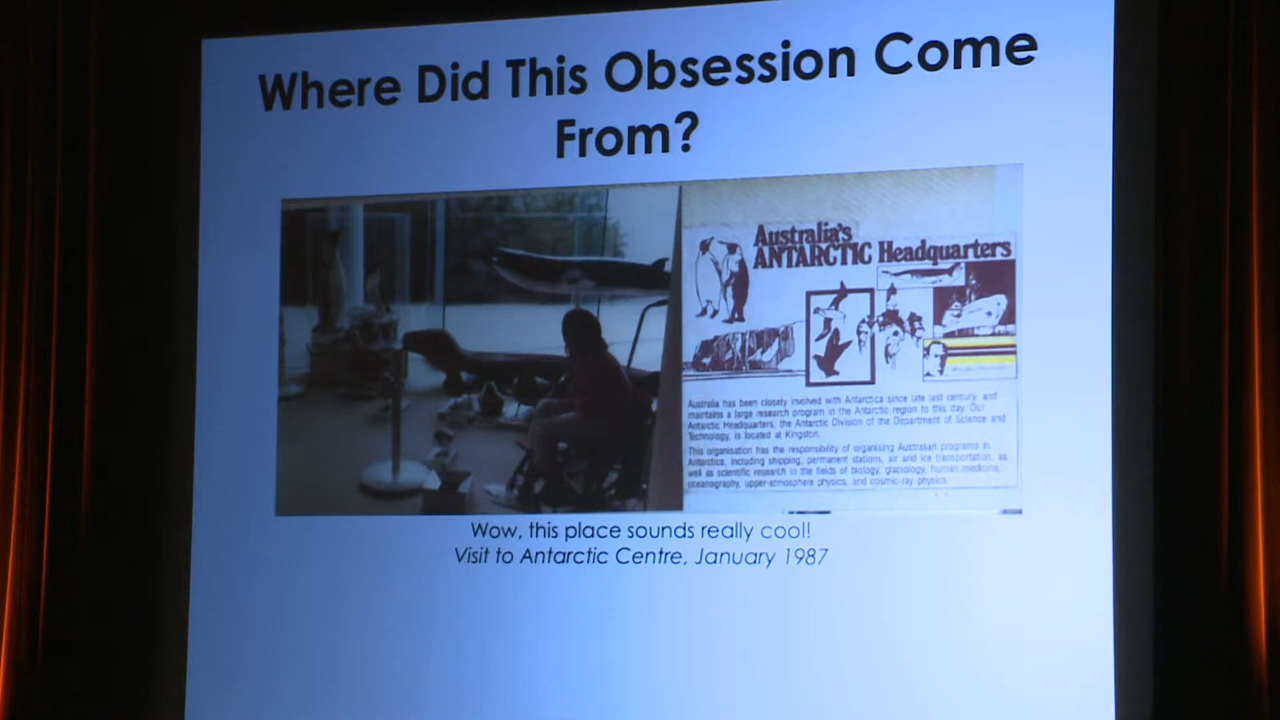 Where Did This Obsession Come
From?
Australia's
ANTARCTIC Headquarters
Australia has been closely involved with Antarctica since late last century, and
maintains a large research program in the Antarctic region to this day. Our
Antarctic Headquarters, the Antarctic Division of the Department of Science and
Technology, is located at Kingston.
This organisation has the responsibility of organising Australian programs in
Antarctica, including shipping, permanent stations, air and ice transportation, as
well as scientific research in the fields of biology, glaciology, human medicine,
oceanography, upper-atmosphere physics, and cosmic-ray physics.
Wow, this place sounds really cool!
Visit to Antarctic Centre, January 1987